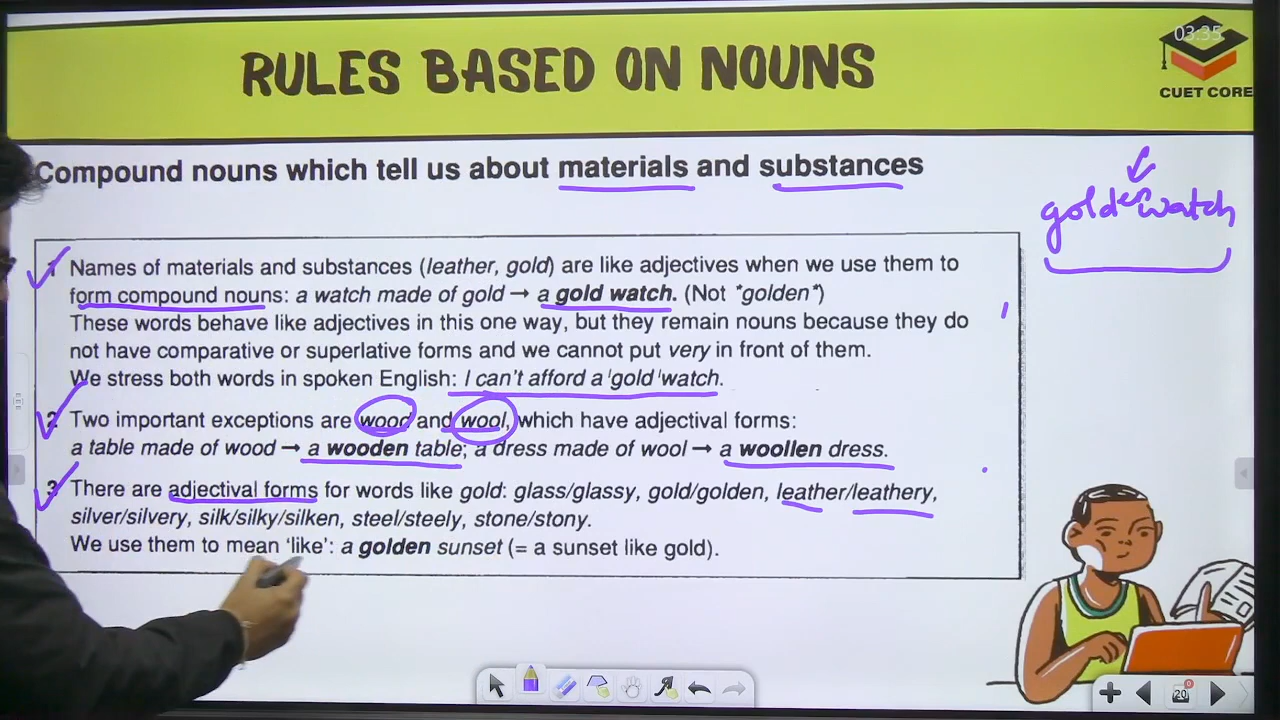 RULES BASED ON NOUNS
03:35
CUET CORE
Compound nouns which tell us about materials and substances
golden watch
1 Names of materials and substances (leather, gold) are like adjectives when we use them to
form compound nouns: a watch made of gold → a gold watch. (Not *golden*)
These words behave like adjectives in this one way, but they remain nouns because they do
not have comparative or superlative forms and we cannot put very in front of them.
We stress both words in spoken English: I can't afford a 'gold 'watch.
2 Two important exceptions are wood and wool, which have adjectival forms:
a table made of wood → a wooden table; a dress made of wool → a woollen dress.
3 There are adjectival forms for words like gold: glass/glassy, gold/golden, leather/leathery,
silver/silvery, silk/silky/silken, steel/steely, stone/stony.
We use them to mean 'like': a golden sunset (= a sunset like gold).
20